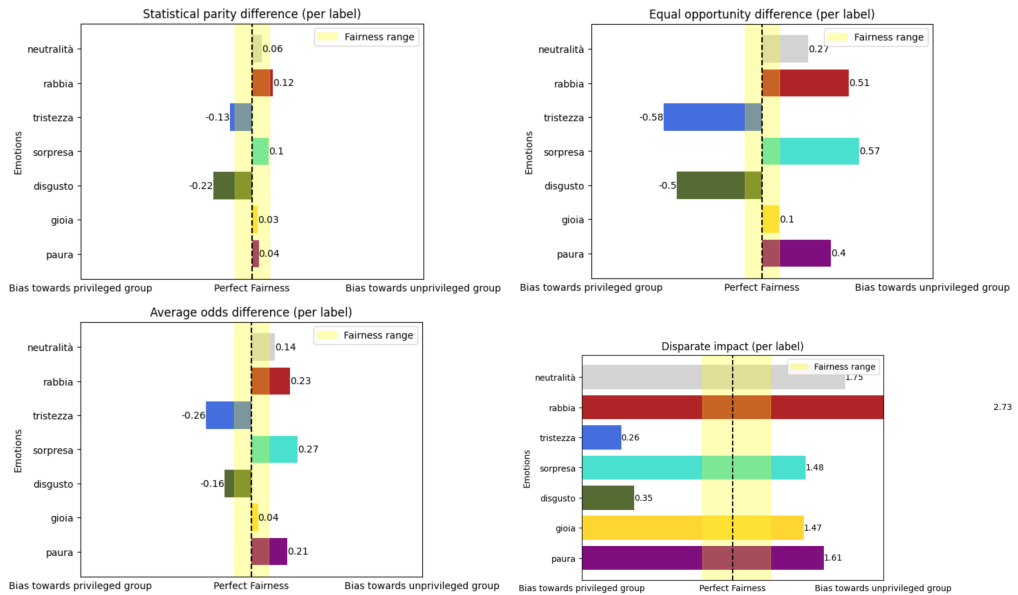 Statistical parity difference (per label)
Fairness range
Emotions
neutralità
0.06
rabbia
0.12
tristezza
-0.13
sorpresa
0.1
disgusto
-0.22
gioia
0.03
paura
0.04
Bias towards privileged group
Perfect Fairness
Bias towards unprivileged group
Equal opportunity difference (per label)
Fairness range
Emotions
neutralità
0.27
rabbia
0.51
tristezza
-0.58
sorpresa
0.57
disgusto
-0.5
gioia
0.1
paura
0.4
Bias towards privileged group
Perfect Fairness
Bias towards unprivileged group
Average odds difference (per label)
Fairness range
Emotions
neutralità
0.14
rabbia
0.23
tristezza
-0.26
sorpresa
0.27
disgusto
-0.16
gioia
0.04
paura
0.21
Bias towards privileged group
Perfect Fairness
Bias towards unprivileged group
Disparate impact (per label)
Fairness range
Emotions
neutralità
1.75
rabbia
2.73
tristezza
0.26
sorpresa
1.48
disgusto
0.35
gioia
1.47
paura
1.61
Bias towards privileged group
Perfect Fairness
Bias towards unprivileged group